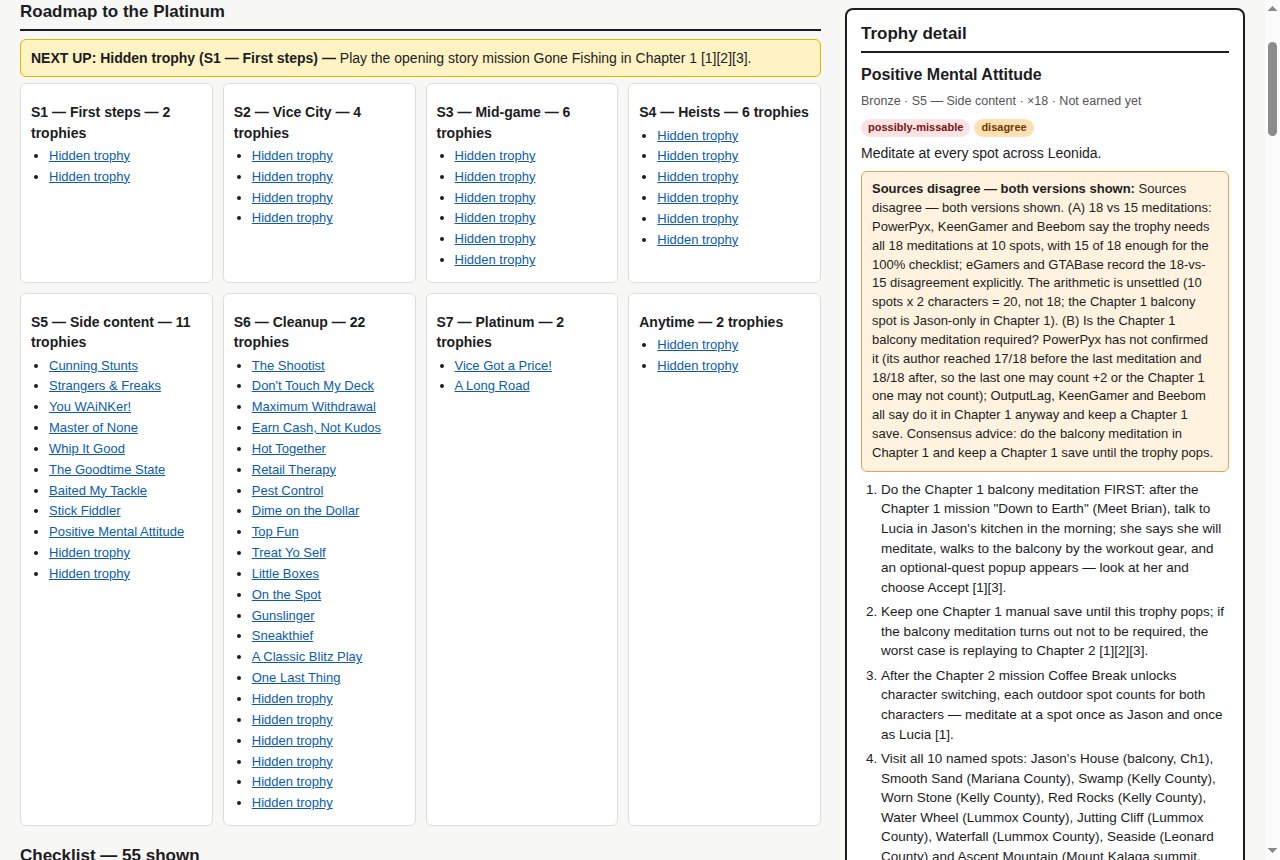 Roadmap to the Platinum
NEXT UP: Hidden trophy (S1 — First steps) — Play the opening story mission Gone Fishing in Chapter 1 [1][2][3].
S1 — First steps — 2
trophies
Hidden trophy
Hidden trophy
S2 — Vice City — 4
trophies
Hidden trophy
Hidden trophy
Hidden trophy
Hidden trophy
S3 — Mid-game — 6
trophies
Hidden trophy
Hidden trophy
Hidden trophy
Hidden trophy
Hidden trophy
Hidden trophy
S4 — Heists — 6 trophies
Hidden trophy
Hidden trophy
Hidden trophy
Hidden trophy
Hidden trophy
Hidden trophy
S5 — Side content — 11
trophies
Cunning Stunts
Strangers & Freaks
You WAiNKer!
Master of None
Whip It Good
The Goodtime State
Baited My Tackle
Stick Fiddler
Positive Mental Attitude
Hidden trophy
Hidden trophy
S6 — Cleanup — 22
trophies
The Shootist
Don't Touch My Deck
Maximum Withdrawal
Earn Cash, Not Kudos
Hot Together
Retail Therapy
Pest Control
Dime on the Dollar
Top Fun
Treat Yo Self
Little Boxes
On the Spot
Gunslinger
Sneakthief
A Classic Blitz Play
One Last Thing
Hidden trophy
Hidden trophy
Hidden trophy
Hidden trophy
Hidden trophy
Hidden trophy
S7 — Platinum — 2
trophies
Vice Got a Price!
A Long Road
Anytime — 2 trophies
Hidden trophy
Hidden trophy
Checklist — 55 shown
Trophy detail
Positive Mental Attitude
Bronze · S5 — Side content · ×18 · Not earned yet
possibly-missable disagree
Meditate at every spot across Leonida.
Sources disagree — both versions shown: Sources
disagree — both versions shown. (A) 18 vs 15 meditations:
PowerPyx, KeenGamer and Beebom say the trophy needs
all 18 meditations at 10 spots, with 15 of 18 enough for the
100% checklist; eGamers and GTABase record the 18-vs-
15 disagreement explicitly. The arithmetic is unsettled (10
spots x 2 characters = 20, not 18; the Chapter 1 balcony
spot is Jason-only in Chapter 1). (B) Is the Chapter 1
balcony meditation required? PowerPyx has not confirmed
it (its author reached 17/18 before the last meditation and
18/18 after, so the last one may count +2 or the Chapter 1
one may not count); OutputLag, KeenGamer and Beebom
all say do it in Chapter 1 anyway and keep a Chapter 1
save. Consensus advice: do the balcony meditation in
Chapter 1 and keep a Chapter 1 save until the trophy pops.
1. Do the Chapter 1 balcony meditation FIRST: after the
Chapter 1 mission "Down to Earth" (Meet Brian), talk to
Lucia in Jason's kitchen in the morning; she says she will
meditate, walks to the balcony by the workout gear, and
an optional-quest popup appears — look at her and
choose Accept [1][3].
2. Keep one Chapter 1 manual save until this trophy pops; if
the balcony meditation turns out not to be required, the
worst case is replaying to Chapter 2 [1][2][3].
3. After the Chapter 2 mission Coffee Break unlocks
character switching, each outdoor spot counts for both
characters — meditate at a spot once as Jason and once
as Lucia [1].
4. Visit all 10 named spots: Jason's House (balcony, Ch1),
Smooth Sand (Mariana County), Swamp (Kelly County),
Worn Stone (Kelly County), Red Rocks (Kelly County),
Water Wheel (Lummox County), Jutting Cliff (Lummox
County), Waterfall (Lummox County), Seaside (Leonard
County) and Ascent Mountain (Mount Kalaga summit,